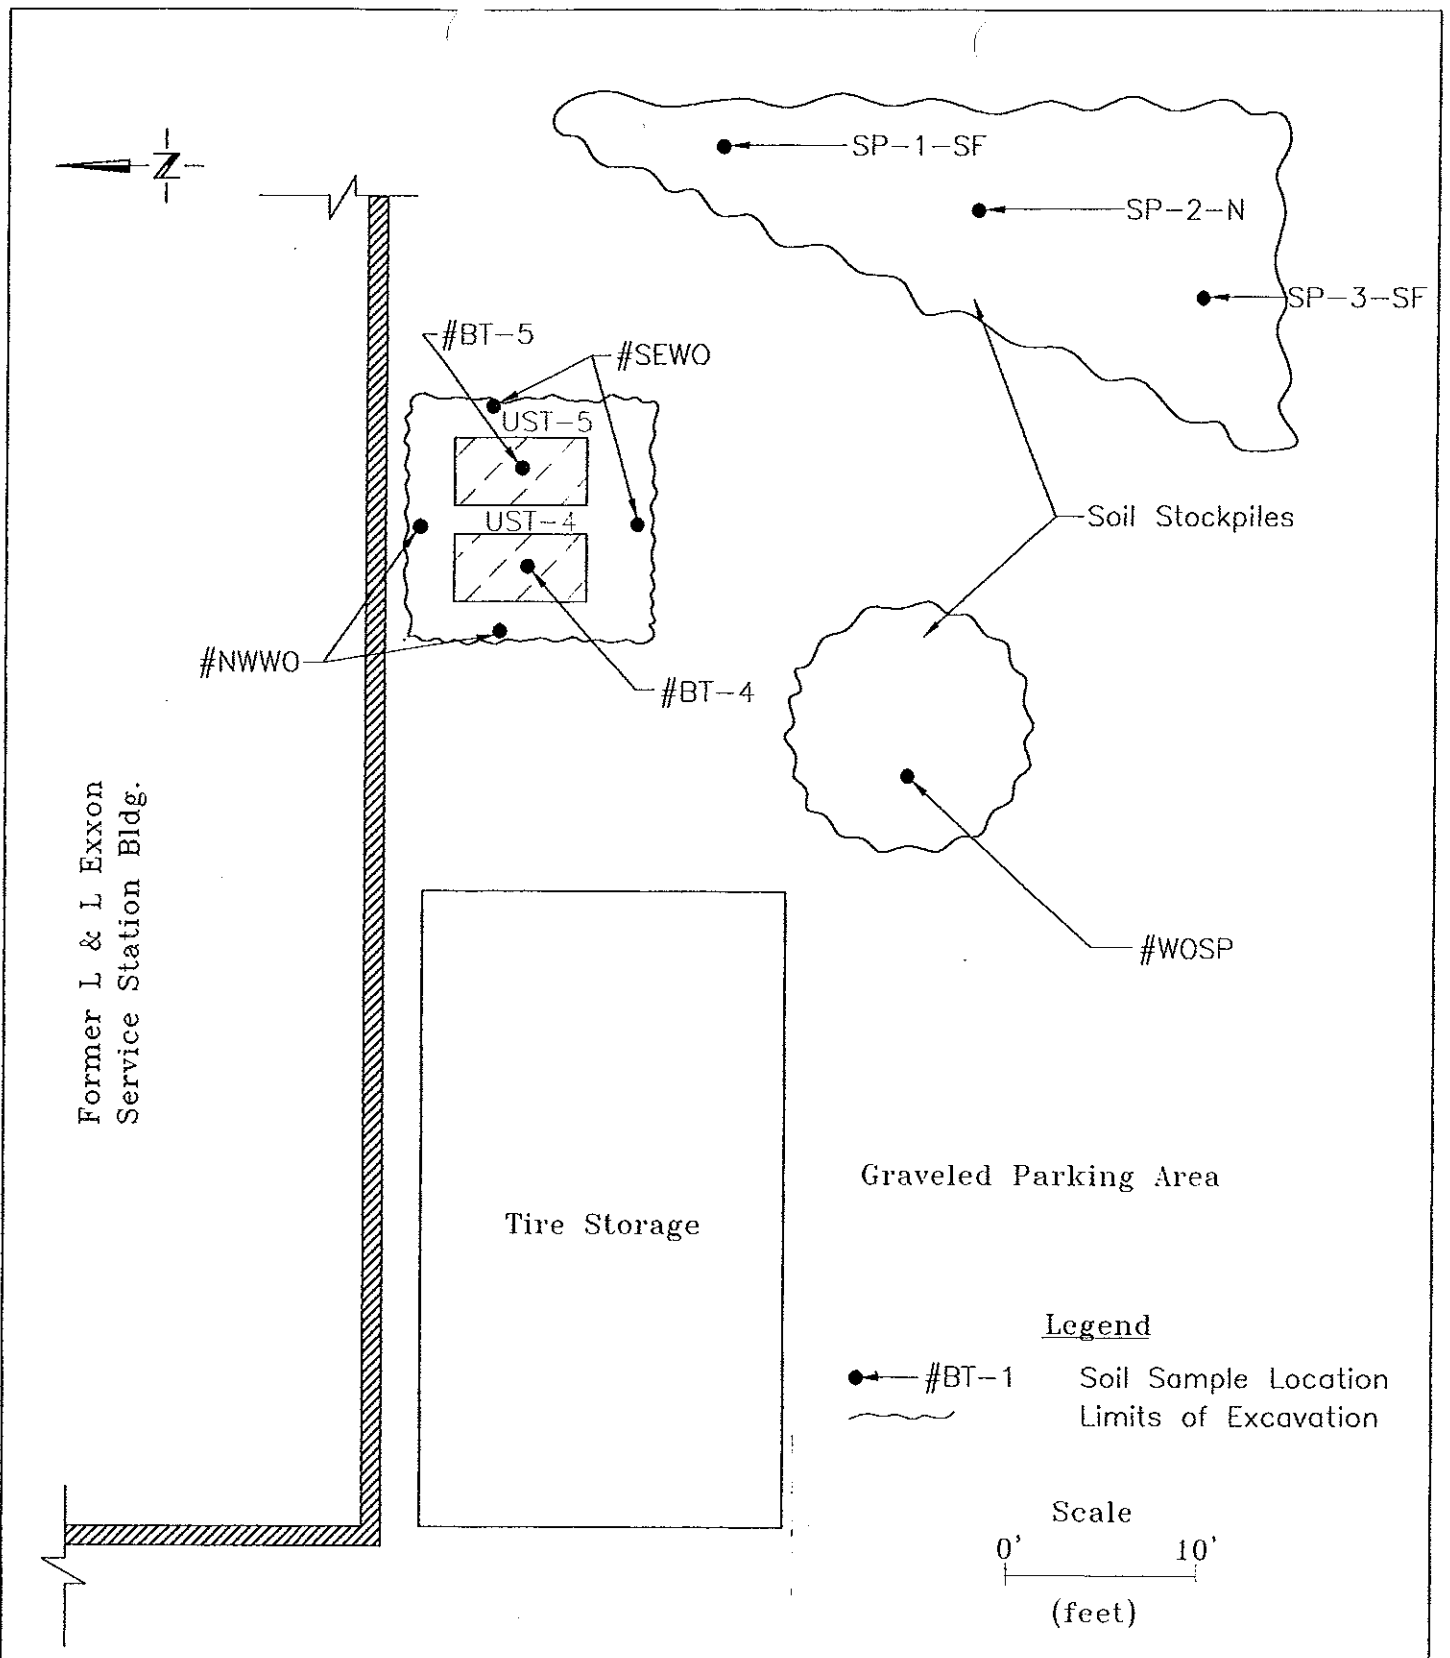 SP-1-SF
Z
SP-2-N
SP-3-SF
#BT-5
#SEWO
UST-5
Soil Stockpiles
UST-4
#NWWO
#BT-4
Former L & L Exxon
Service Station Bldg.
#WOSP
Graveled Parking Area
Tire Storage
Legend
#BT-1 Soil Sample Location
Limits of Excavation
Scale
0' 10'
(feet)